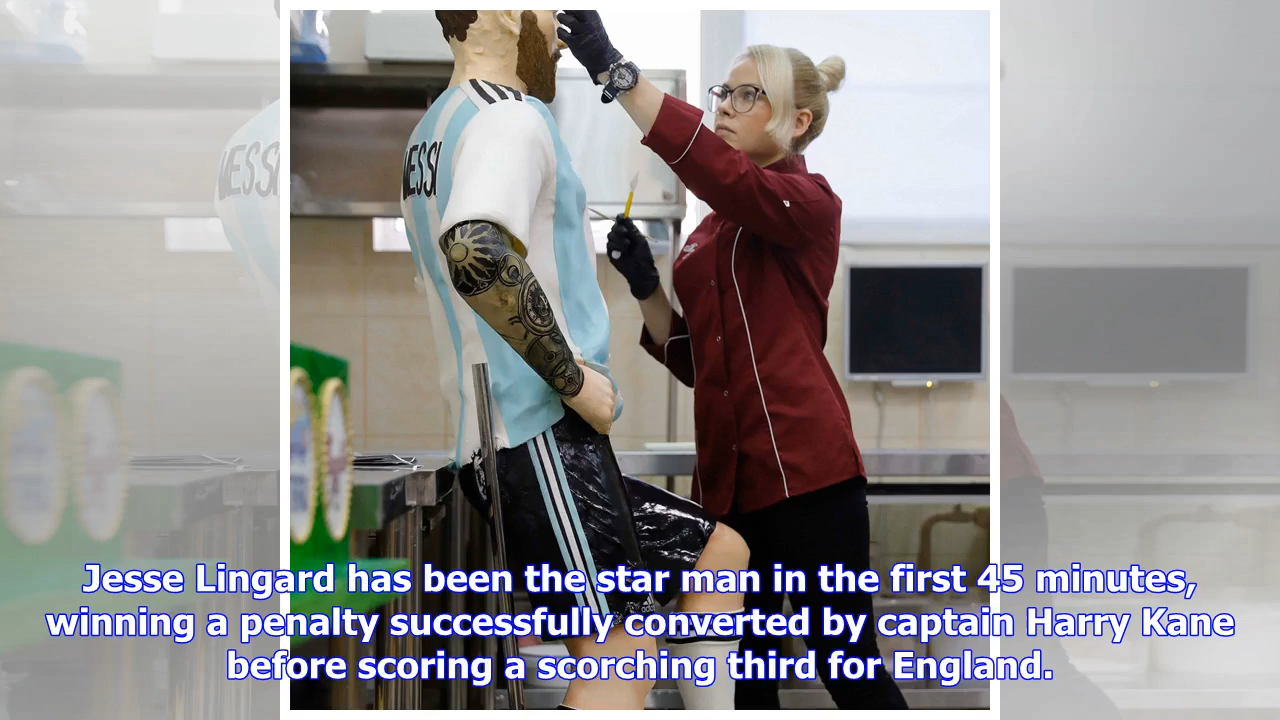 MESSI
Jesse Lingard has been the star man in the first 45 minutes,
winning a penalty successfully converted by captain Harry Kane
before scoring a scorching third for England.
adidas